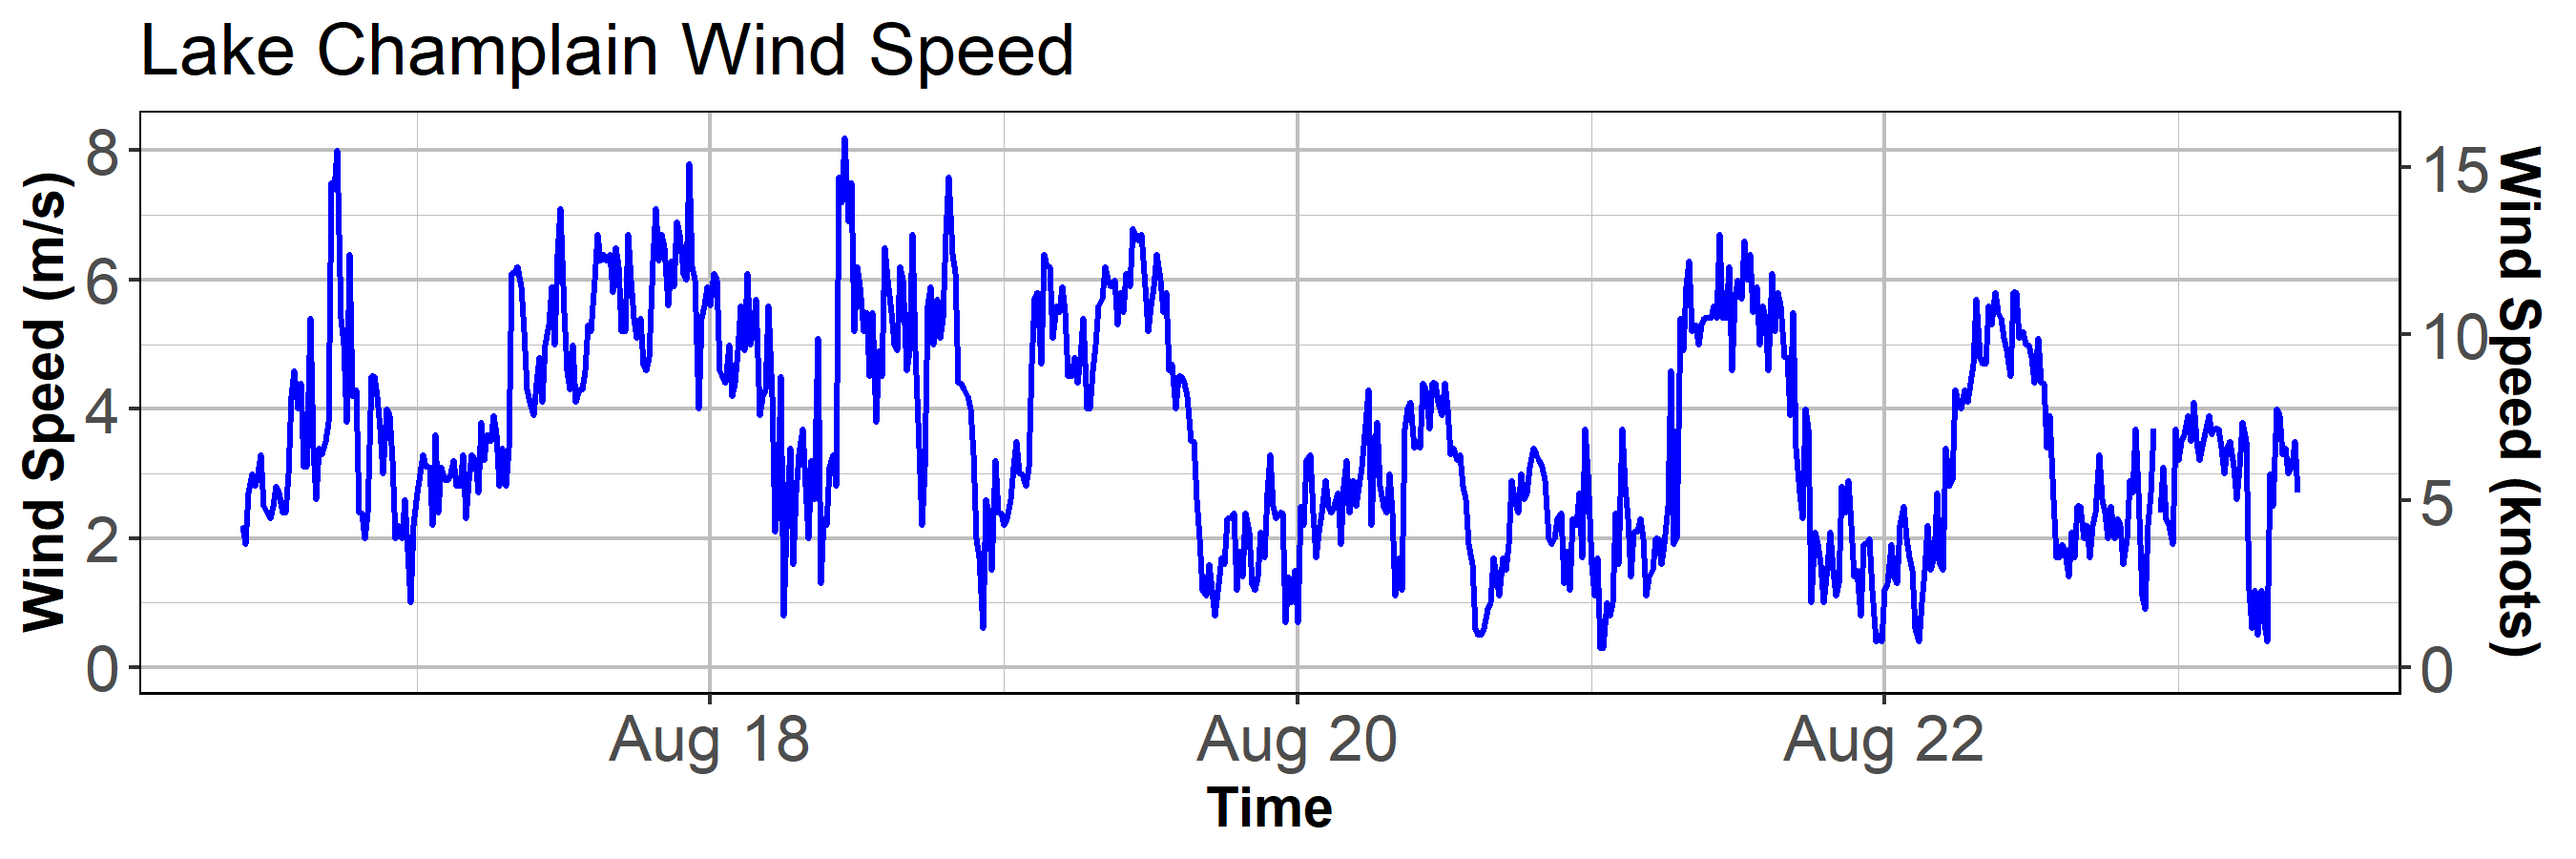 Lake Champlain Wind Speed
Wind Speed (m/s)
8
6
4
2
0
15
10
5
0
Wind Speed (knots)
Aug 18
Aug 20
Aug 22
Time